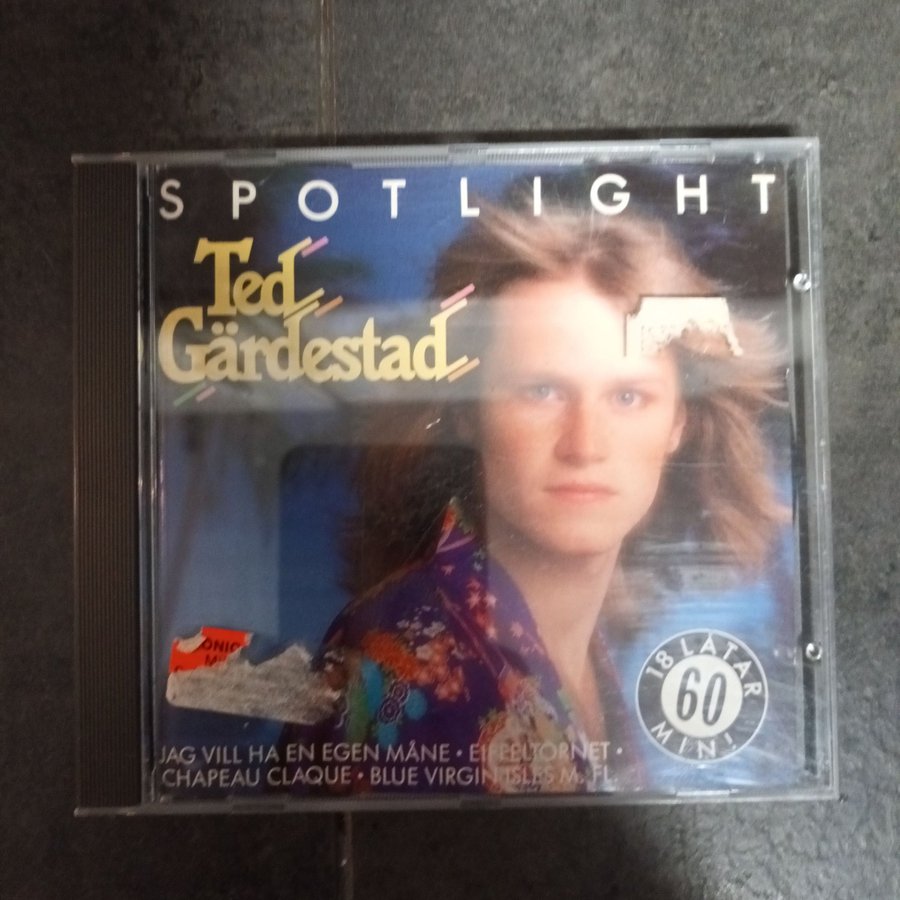 SPOTLIGHT
Ted
Gärdestad
18 LÅTAR
60
MIN!
JAG VILL HA EN EGEN MÅNE · EIFFELTORNET ·
CHAPEAU CLAQUE · BLUE VIRGIN ISLES M. FL.